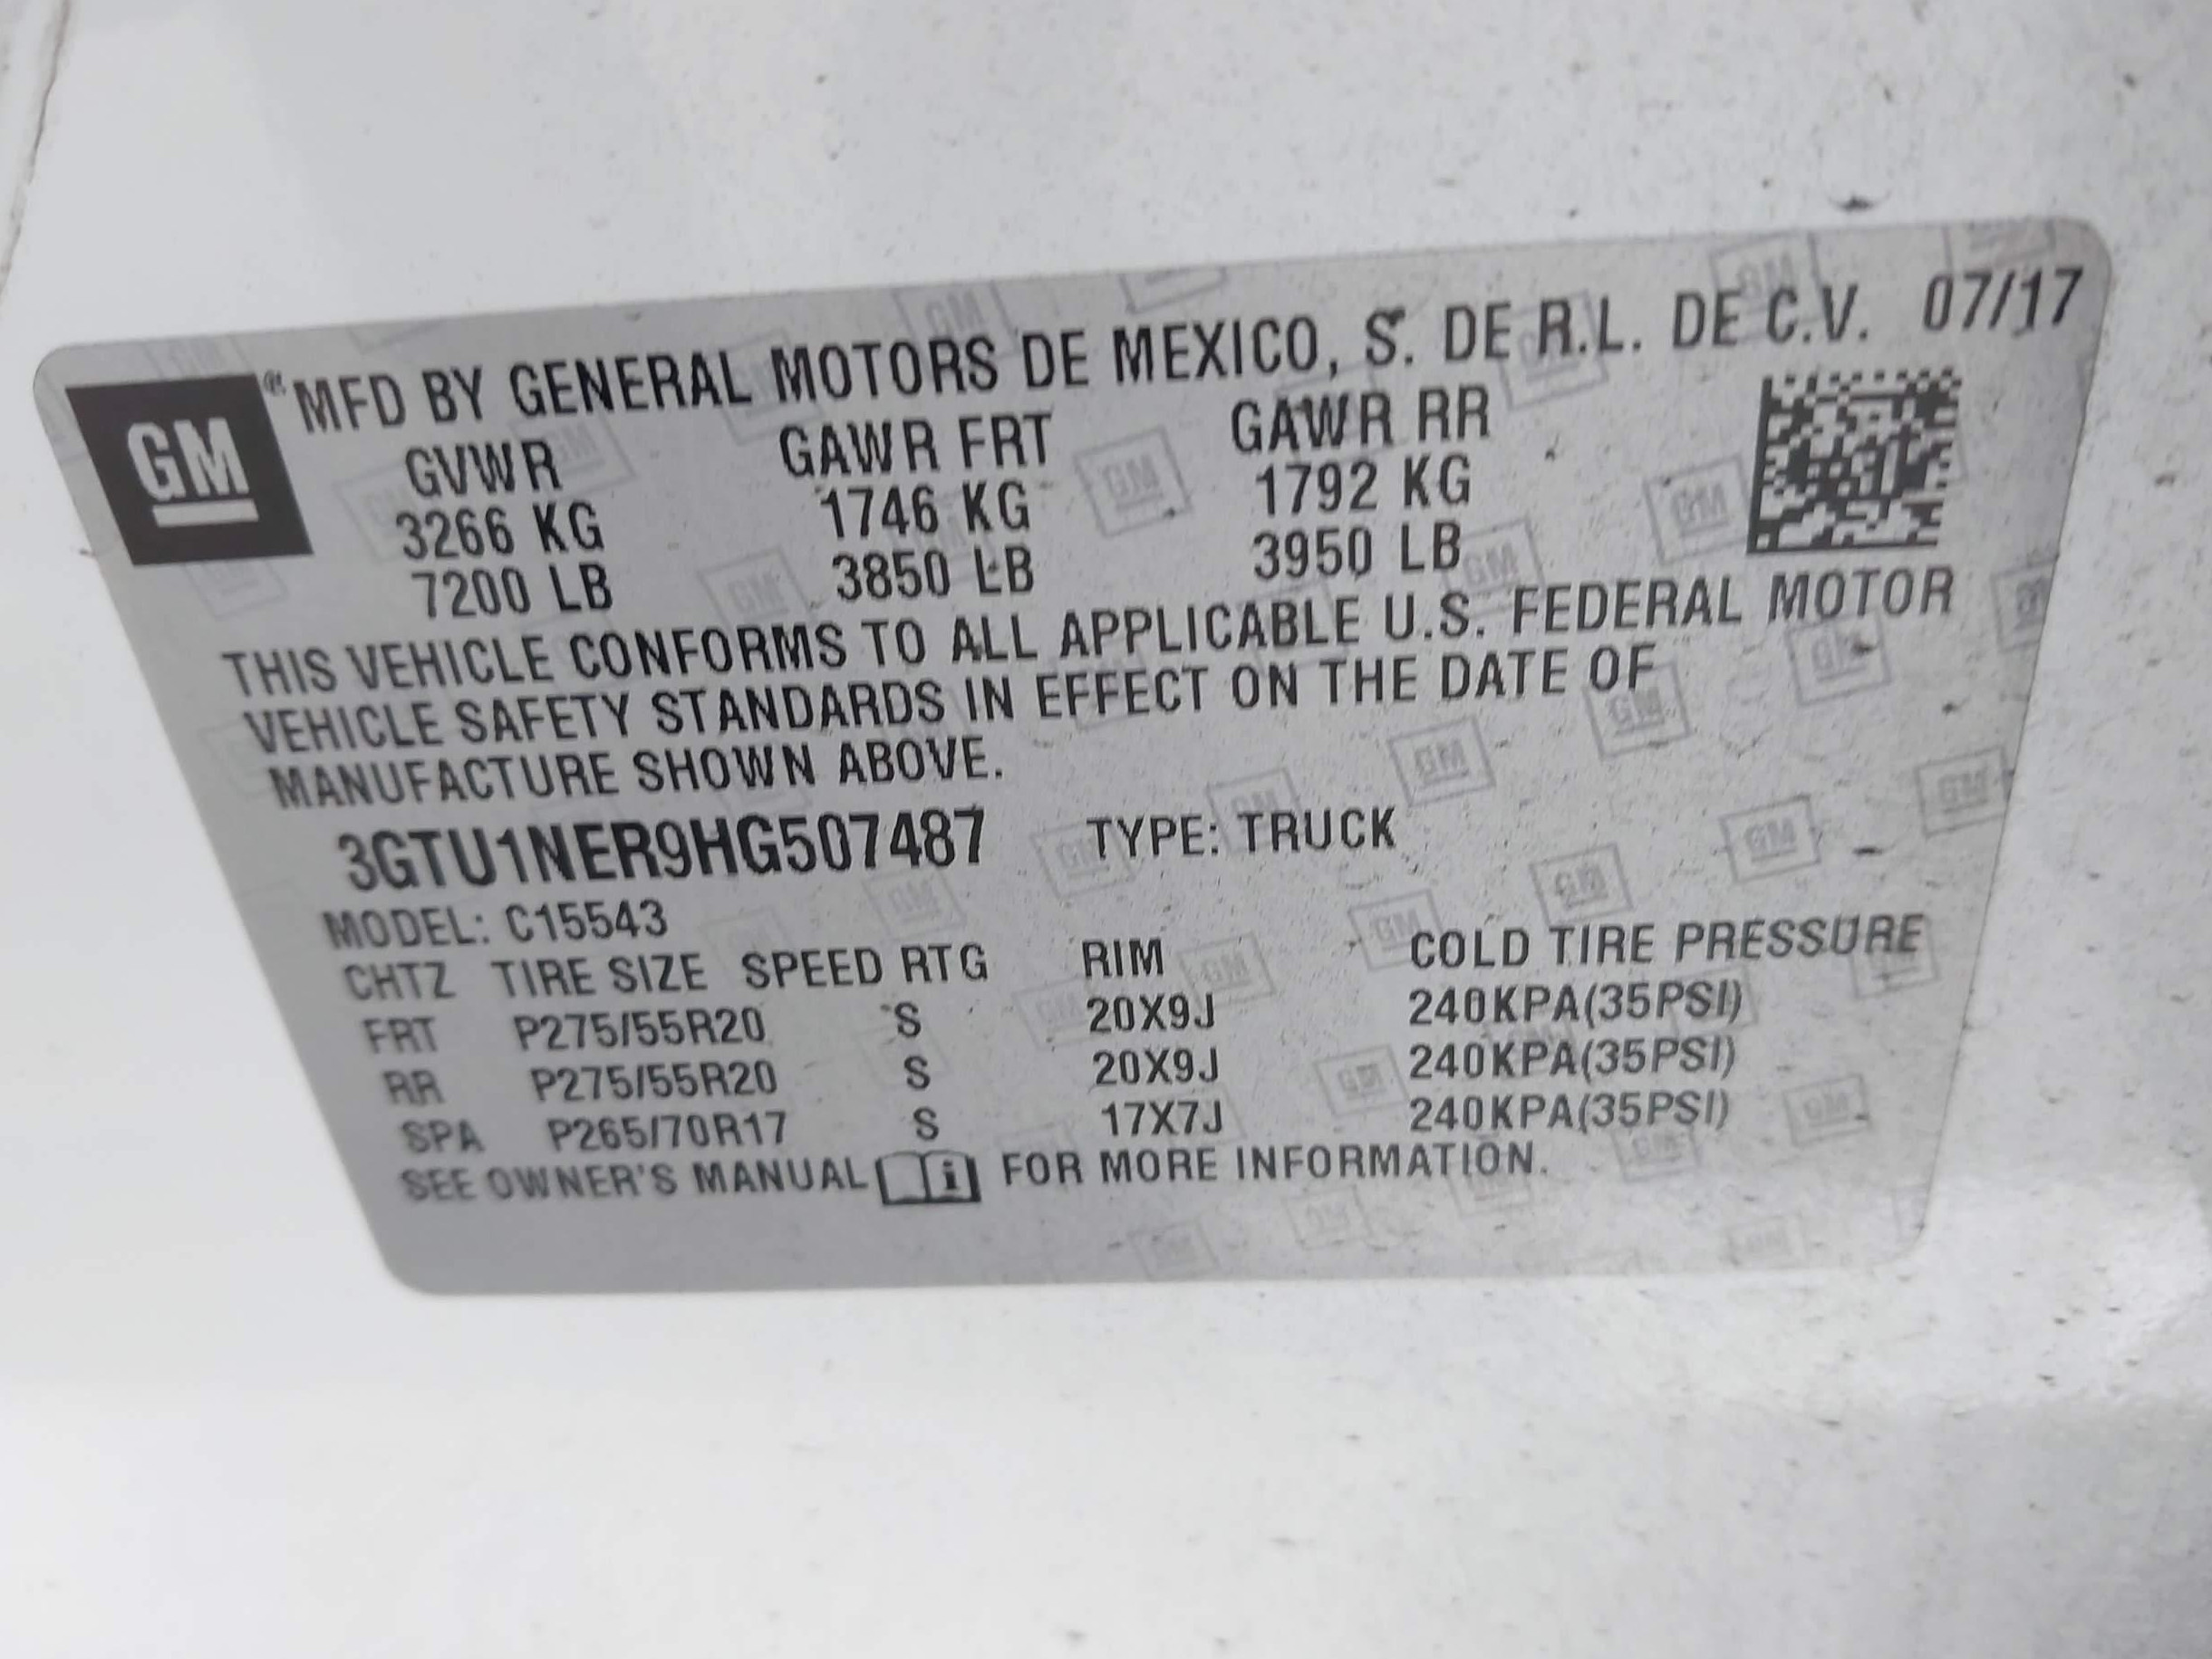 GM
MFD BY GENERAL MOTORS DE MEXICO, S. DE R.L. DE C.V. 07/17
GVWR GAWR FRT GAWR RR
3266 KG 1746 KG 1792 KG
7200 LB 3850 LB 3950 LB
THIS VEHICLE CONFORMS TO ALL APPLICABLE U.S. FEDERAL MOTOR
VEHICLE SAFETY STANDARDS IN EFFECT ON THE DATE OF
MANUFACTURE SHOWN ABOVE.
3GTU1NER9HG507487 TYPE: TRUCK
MODEL: C15543
CHTZ TIRE SIZE SPEED RTG RIM COLD TIRE PRESSURE
FRT P275/55R20 S 20X9J 240KPA(35PSI)
RR P275/55R20 S 20X9J 240KPA(35PSI)
SPA P265/70R17 S 17X7J 240KPA(35PSI)
SEE OWNER'S MANUAL i FOR MORE INFORMATION.